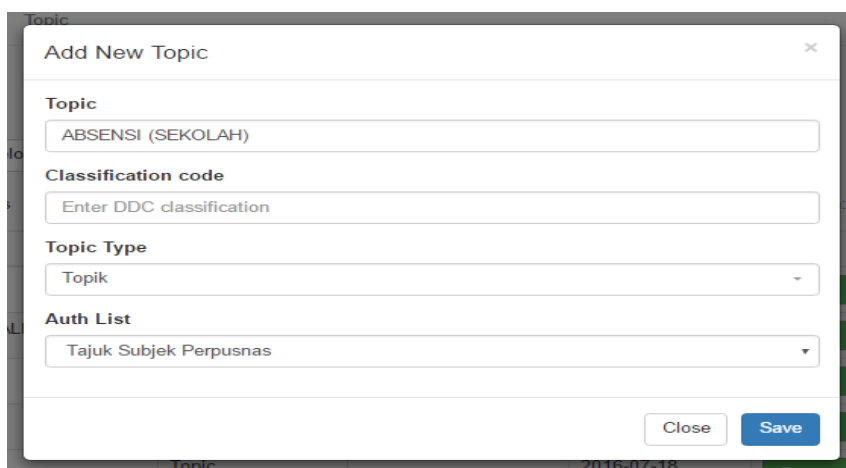 Topic
Add New Topic
×
Topic
ABSENSI (SEKOLAH)
Classification code
Enter DDC classification
Topic Type
Topik
Auth List
Tajuk Subjek Perpusnas
Close Save
Topic 2016-07-18